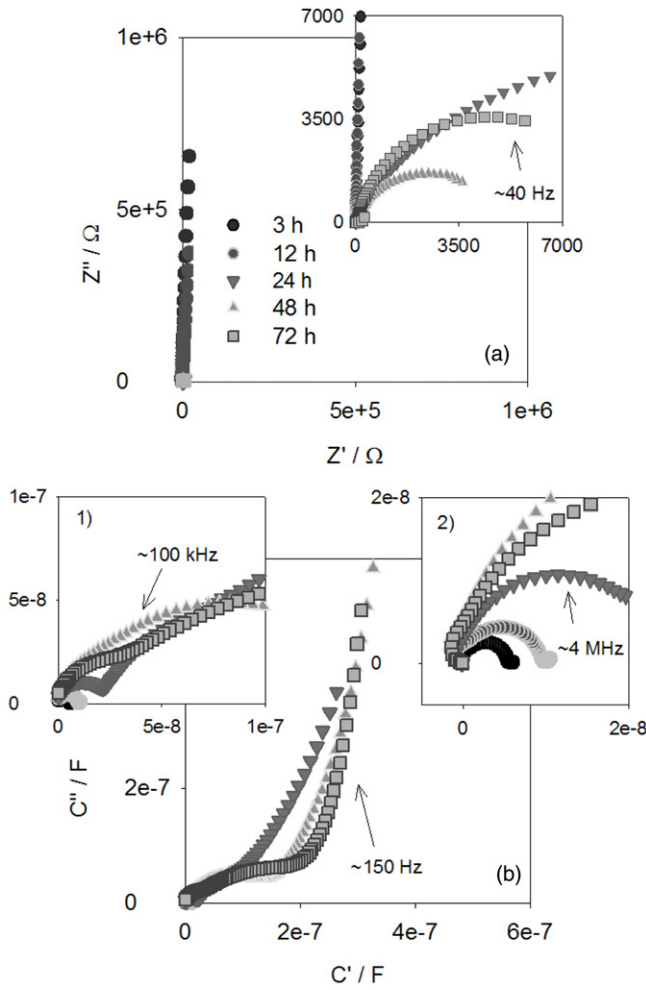 1e+6
5e+5
0
Z" / Ω
0
5e+5
1e+6
Z' / Ω
7000
3500
0
0
3500
7000
~40 Hz
3 h
12 h
24 h
48 h
72 h
(a)
1e-7
5e-8
0
1)
~100 kHz
5e-8
1e-7
2e-8
0
2)
~4 MHz
0
2e-8
C" / F
2e-7
0
~150 Hz
(b)
0
2e-7
4e-7
6e-7
C' / F